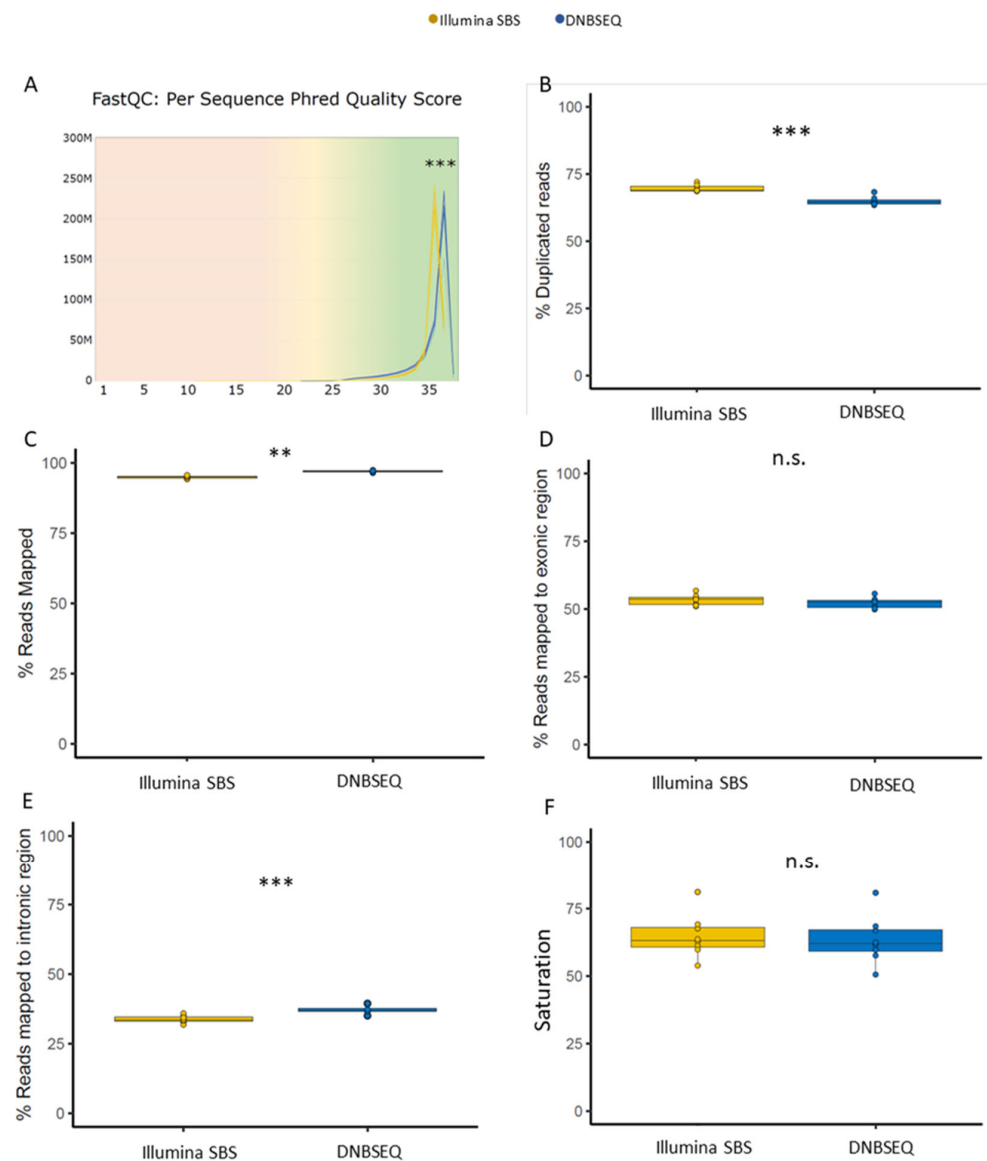 Illumina SBS DNBSEQ
A
FastQC: Per Sequence Phred Quality Score
300M
250M
200M
150M
100M
50M
0
1 5 10 15 20 25 30 35
***
B
% Duplicated reads
100
75
50
25
0
***
Illumina SBS DNBSEQ
C
% Reads Mapped
100
75
50
25
0
**
Illumina SBS DNBSEQ
D
% Reads mapped to exonic region
100
75
50
25
0
n.s.
Illumina SBS DNBSEQ
E
% Reads mapped to intronic region
100
75
50
25
0
***
Illumina SBS DNBSEQ
F
Saturation
100
75
50
25
0
n.s.
Illumina SBS DNBSEQ